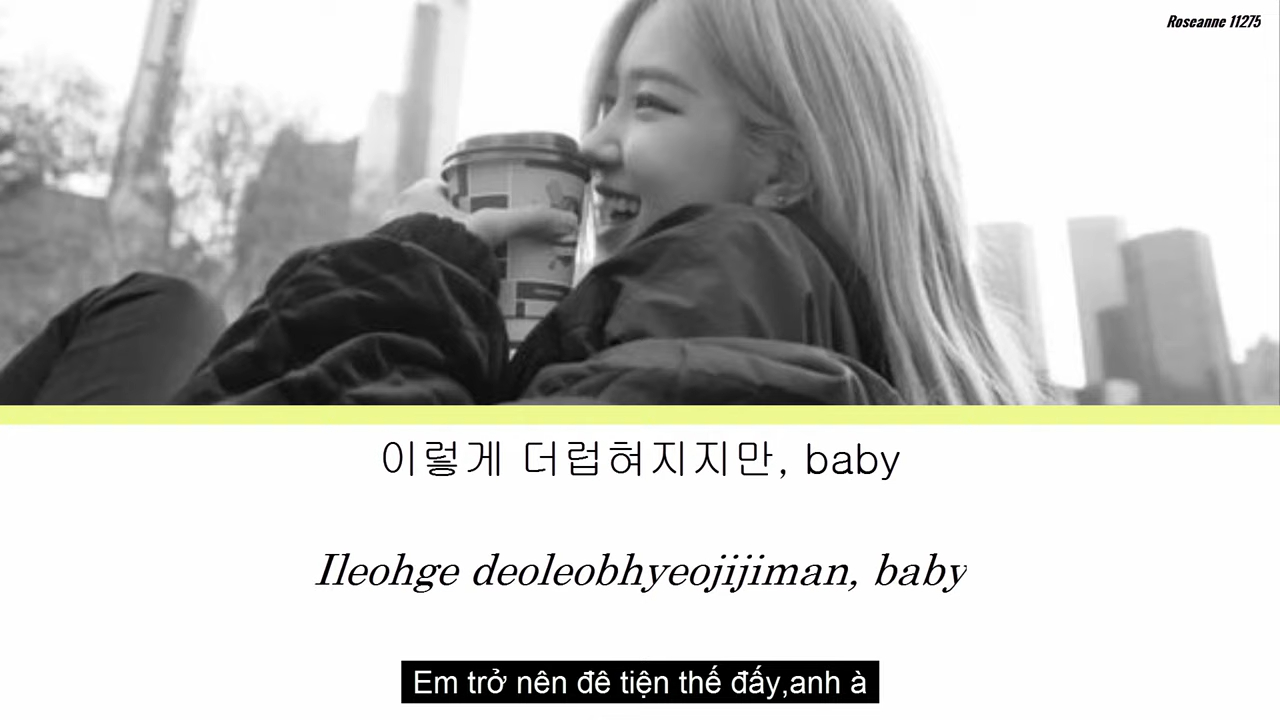 Roseanne 11275
이렇게 더럽혀지지만, baby
Ileohge deoleobhyeojijiman, baby
Em trở nên đê tiện thế đấy,anh à